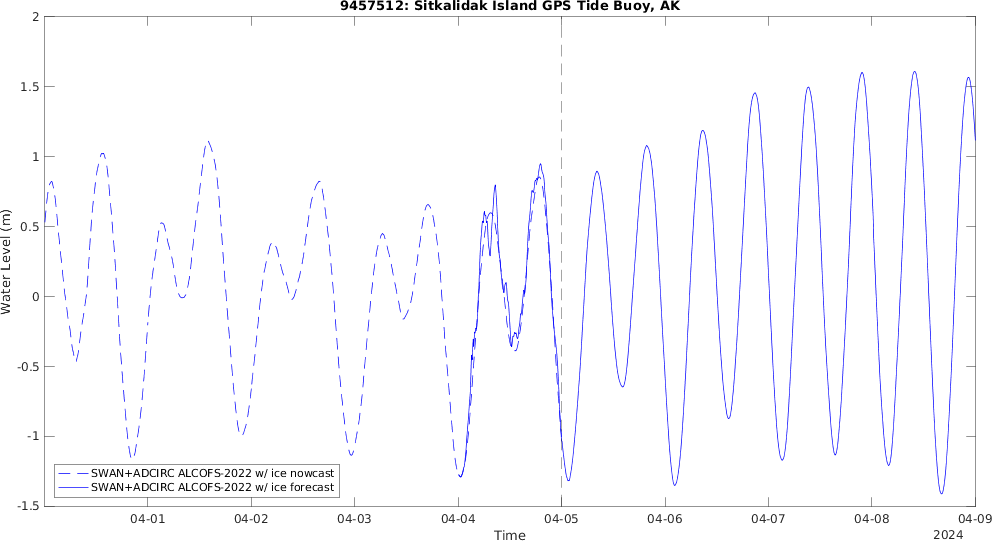 9457512: Sitkalidak Island GPS Tide Buoy, AK
2
1.5
1
0.5
0
-0.5
-1
-1.5
Water Level (m)
SWAN+ADCIRC ALCOFS-2022 w/ ice nowcast
SWAN+ADCIRC ALCOFS-2022 w/ ice forecast
04-01 04-02 04-03 04-04 04-05 04-06 04-07 04-08 04-09
Time
2024